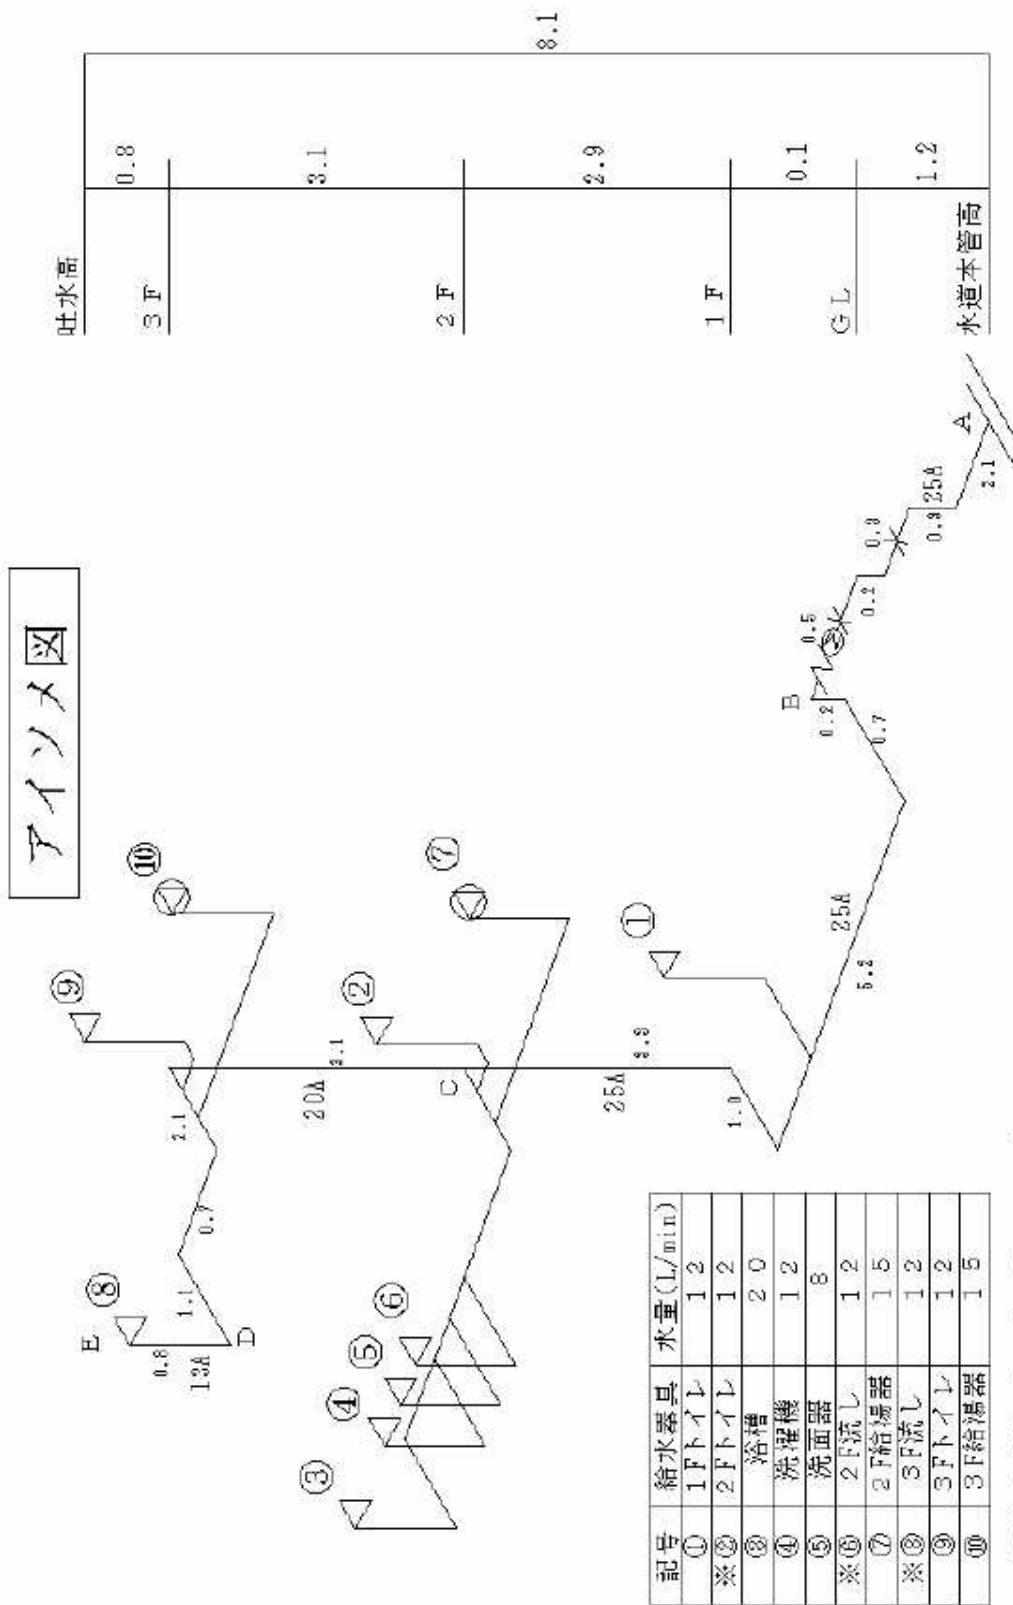 アイソメ図
吐水高
3F
2F
1F
GL
水道本管高
0.8
3.1
2.9
0.1
1.2
8.1
⑨
⑩
⑧
E
0.8
13A
D
1.1
0.7
2.1
20A
3.1
②
⑦
C
25A
①
1.0
③
④
⑤
⑥
5.2
25A
0.7
0.2
B
0.5
0.2
0.9
0.9
25A
2.1
A
記号 給水器具 水量(L/min)
① 1Fトイレ 12
※② 2Fトイレ 12
③ 浴槽 20
④ 洗濯機 12
⑤ 洗面器 8
※⑥ 2F流し 12
⑦ 2F給湯器 15
※⑧ 3F流し 12
⑨ 3Fトイレ 12
⑩ 3F給湯器 15